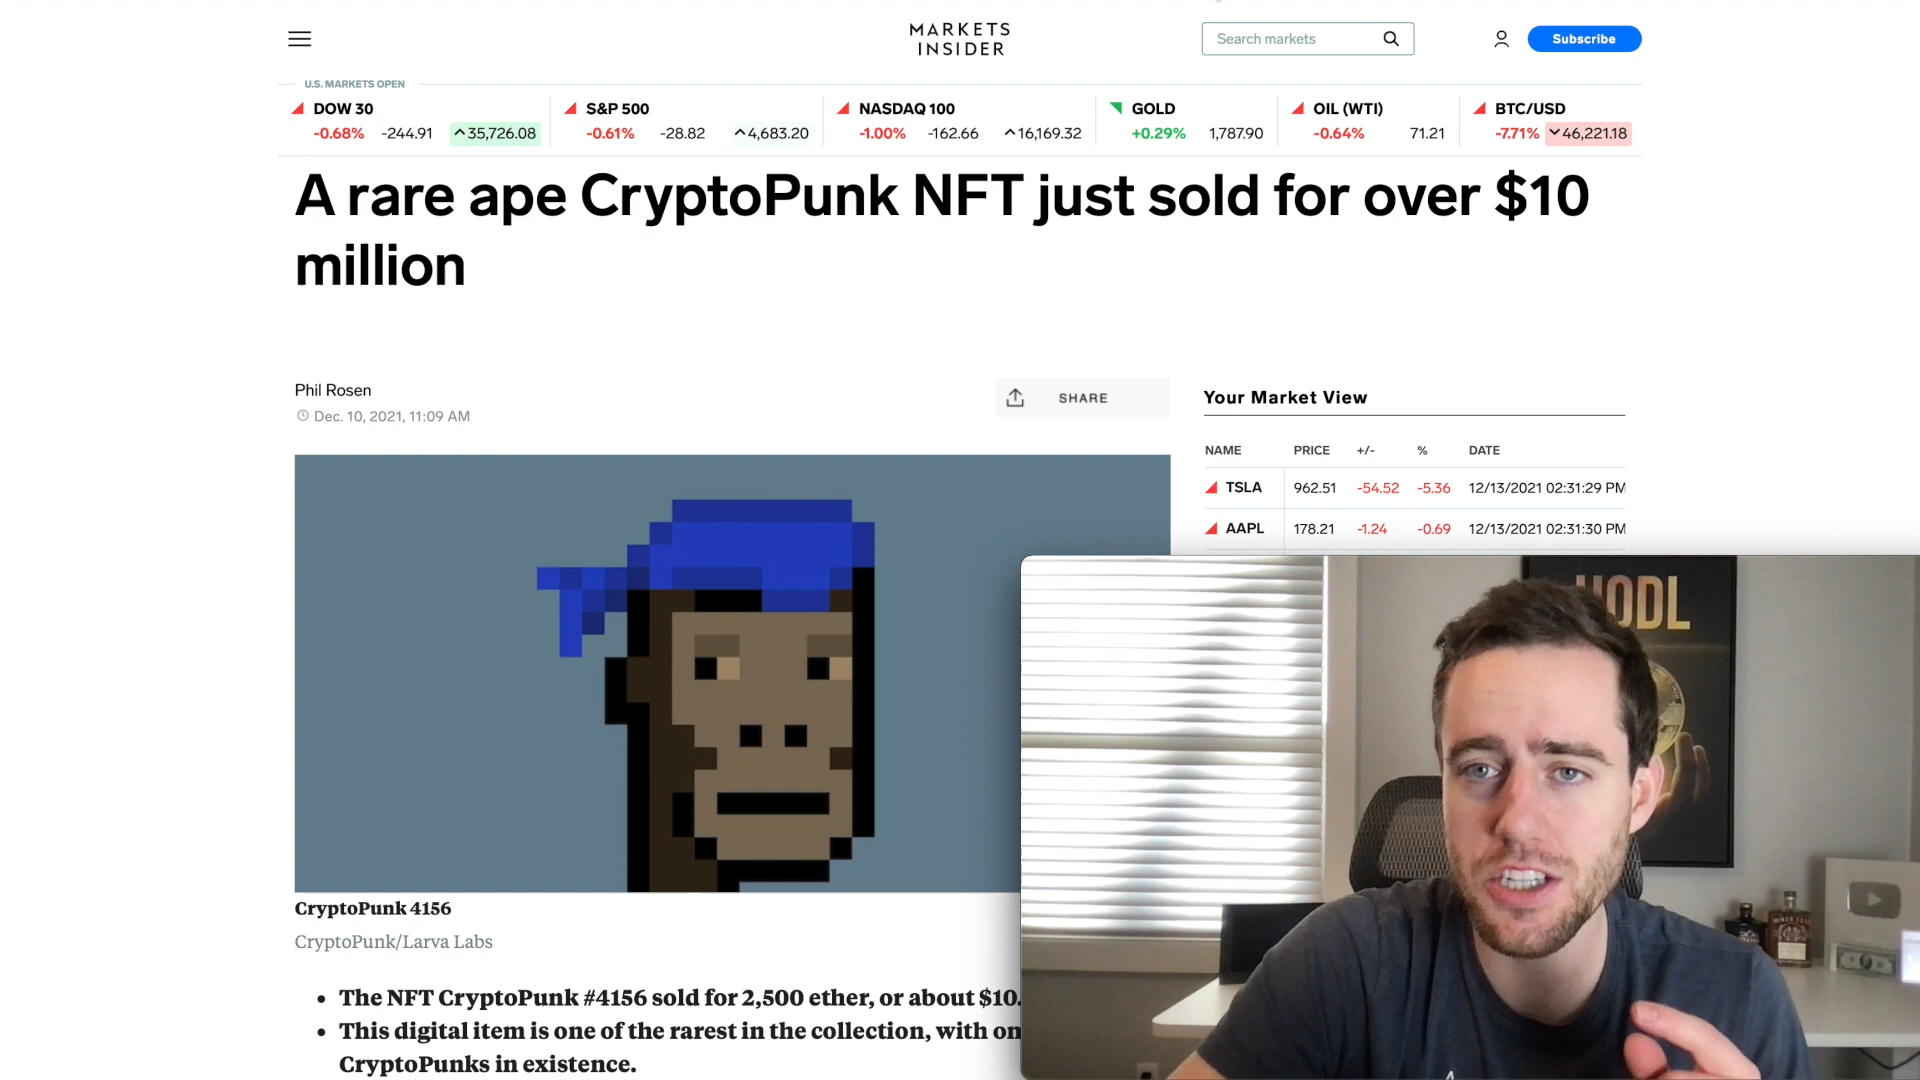 MARKETS
INSIDER
Search markets
Subscribe
U.S. MARKETS OPEN
DOW 30
-0.68% -244.91 35,726.08
S&P 500
-0.61% -28.82 4,683.20
NASDAQ 100
-1.00% -162.66 16,169.32
GOLD
+0.29% 1,787.90
OIL (WTI)
-0.64% 71.21
BTC/USD
-7.71% 46,221.18
A rare ape CryptoPunk NFT just sold for over $10
million
Phil Rosen
Dec. 10, 2021, 11:09 AM
SHARE
Your Market View
NAME PRICE +/- % DATE
TSLA 962.51 -54.52 -5.36 12/13/2021 02:31:29 PM
AAPL 178.21 -1.24 -0.69 12/13/2021 02:31:30 PM
CryptoPunk 4156
CryptoPunk/Larva Labs
• The NFT CryptoPunk #4156 sold for 2,500 ether, or about $10.
• This digital item is one of the rarest in the collection, with on
CryptoPunks in existence.
HODL